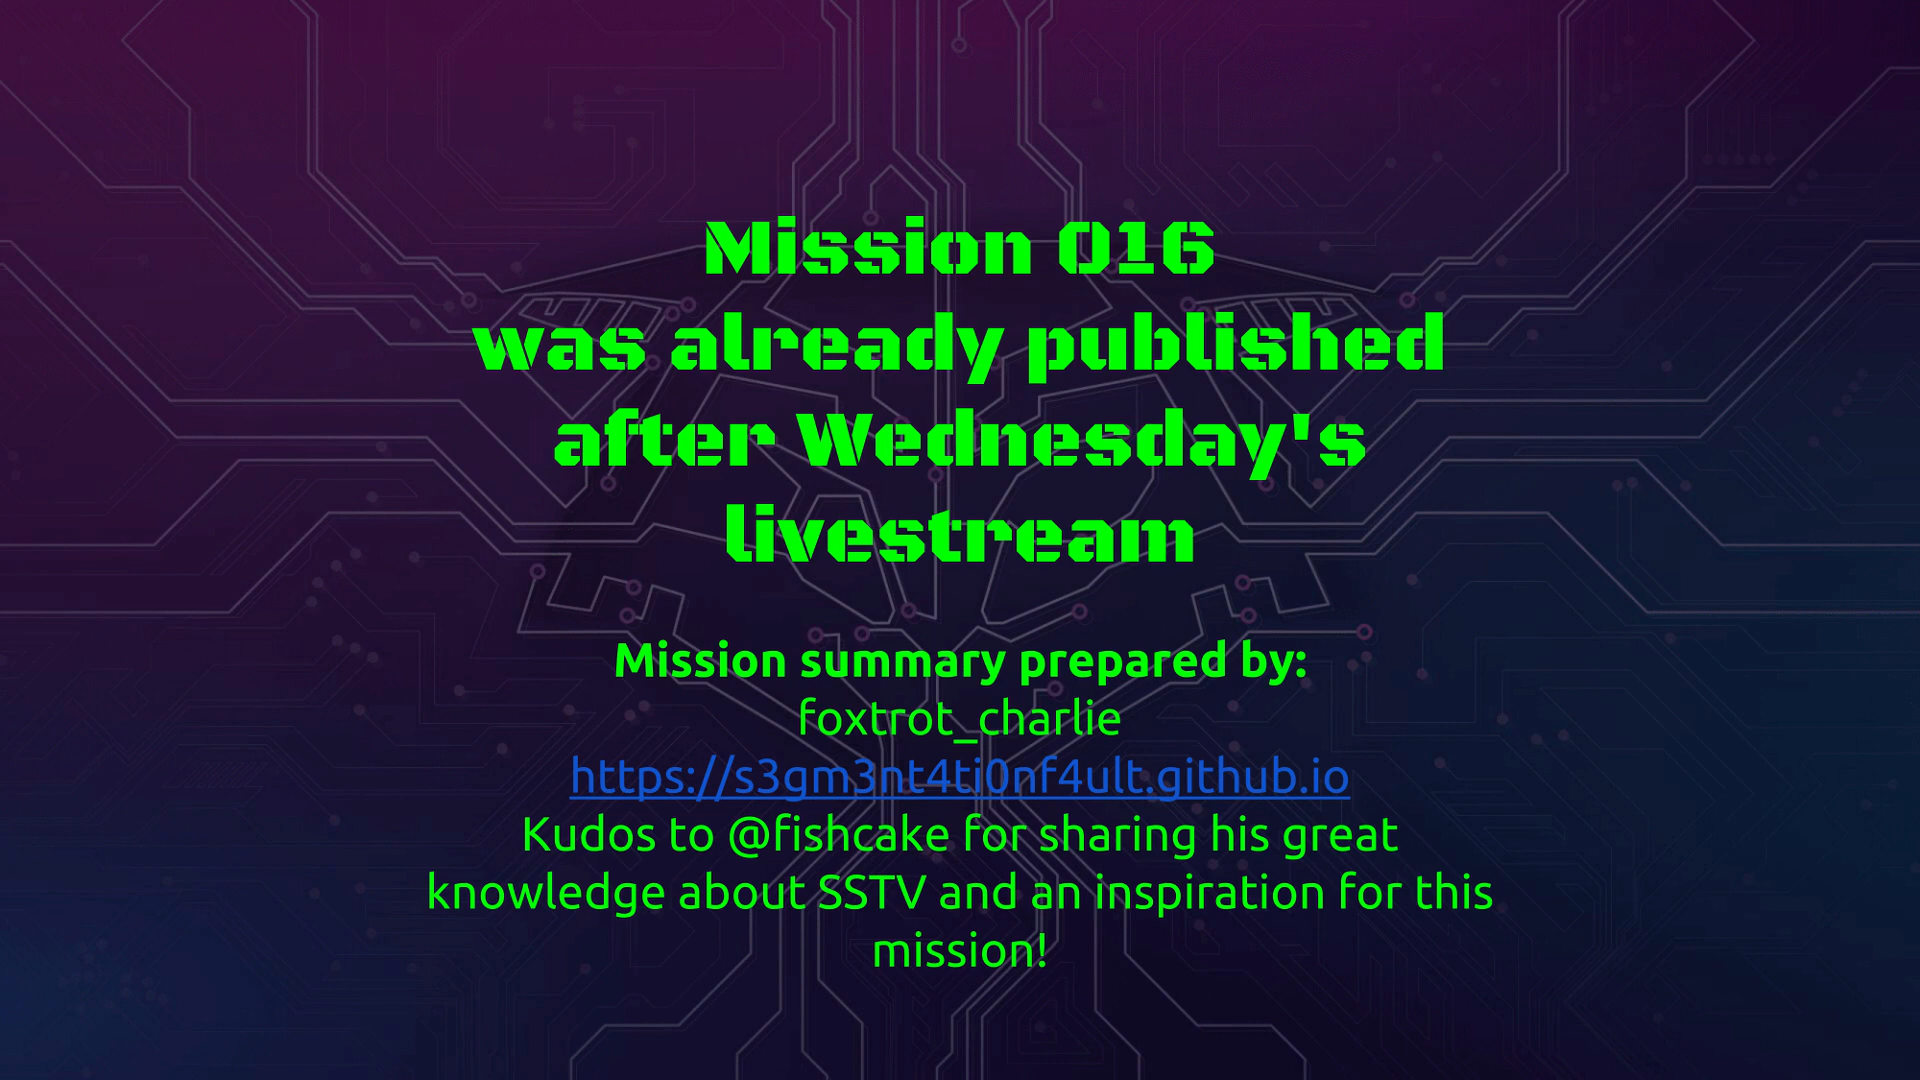 Mission 016
was already published
after Wednesday's
livestream
Mission summary prepared by:
foxtrot_charlie
https://s3gm3nt4ti0nf4ult.github.io
Kudos to @fishcake for sharing his great
knowledge about SSTV and an inspiration for this
mission!